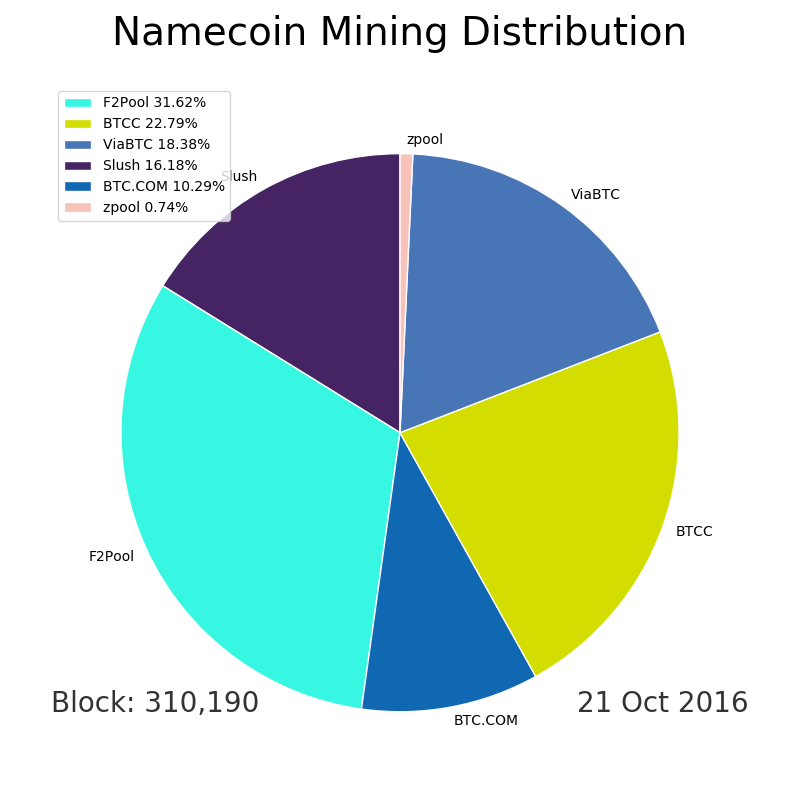 Namecoin Mining Distribution
F2Pool 31.62%
BTCC 22.79%
ViaBTC 18.38%
Slush 16.18%
BTC.COM 10.29%
zpool 0.74%
zpool
Slush
ViaBTC
BTCC
F2Pool
BTC.COM
Block: 310,190
21 Oct 2016